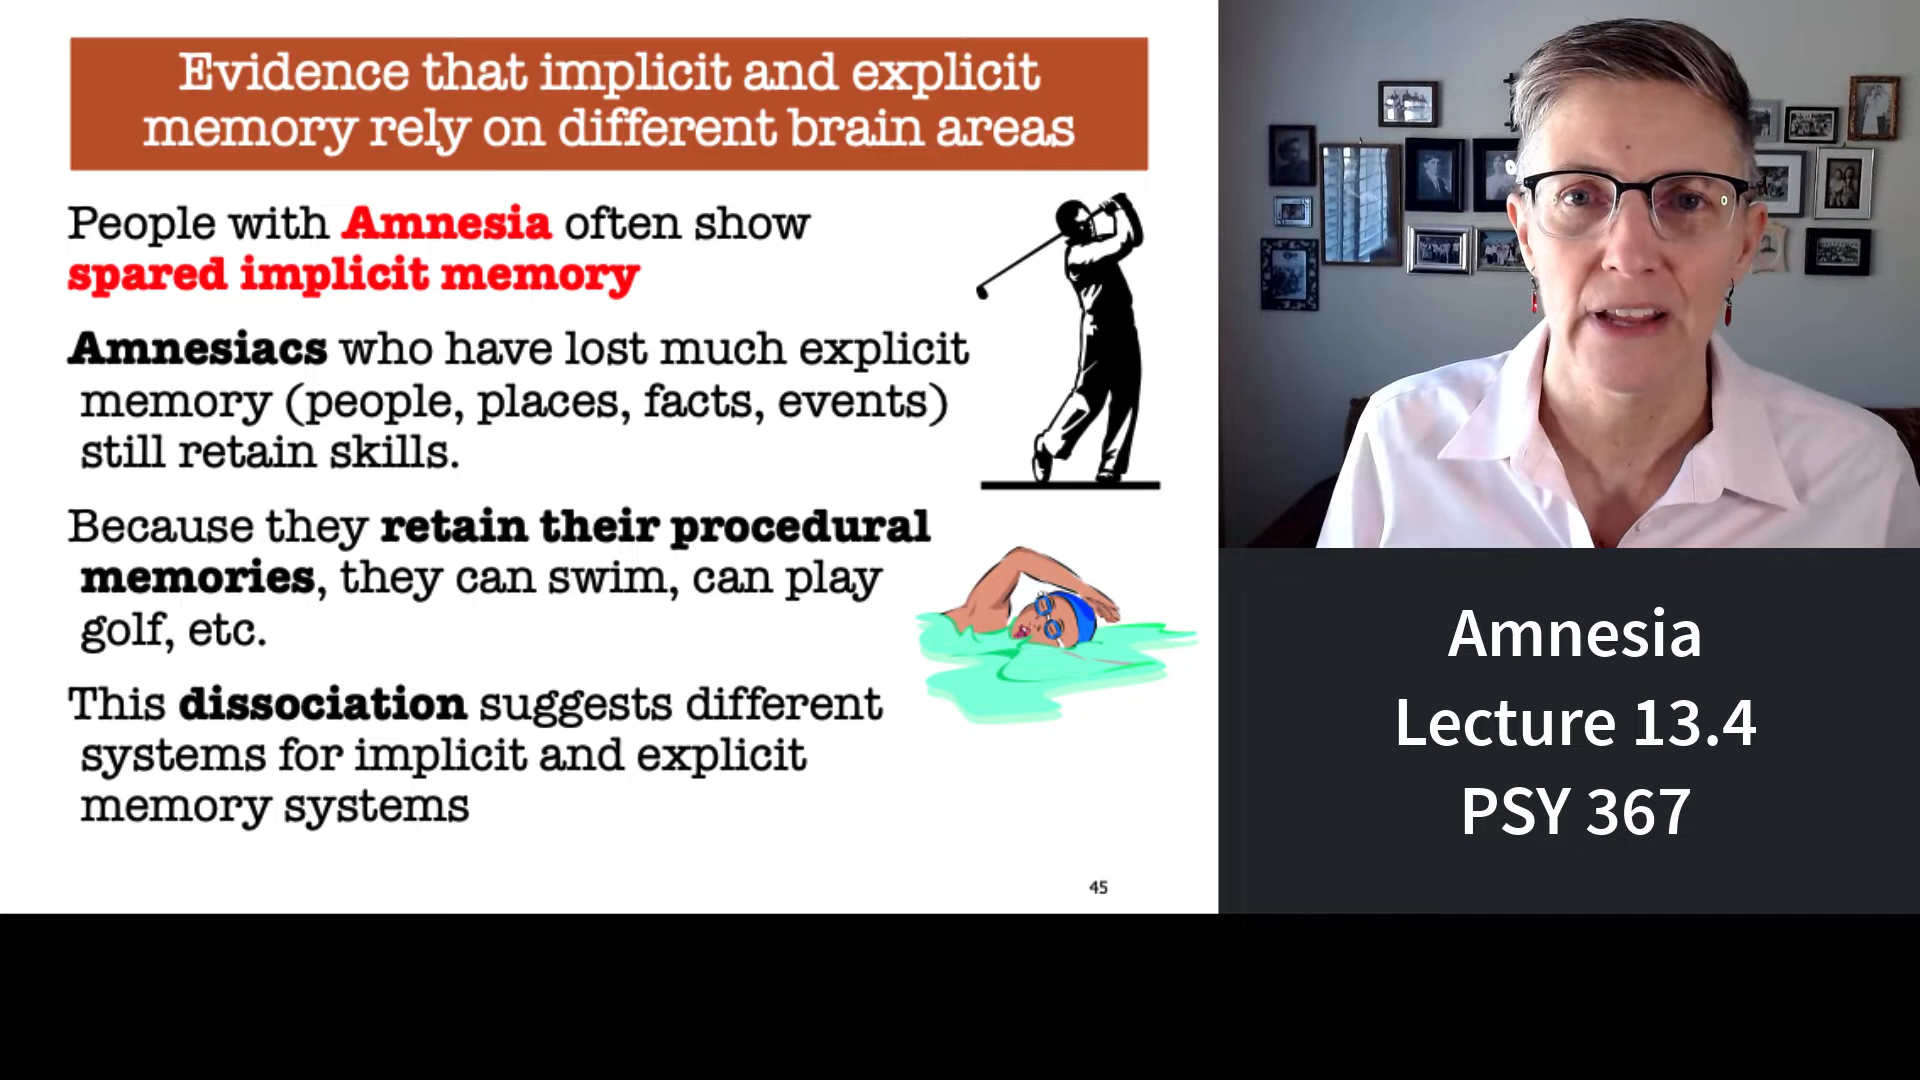 Evidence that implicit and explicit
memory rely on different brain areas
People with Amnesia often show
spared implicit memory
Amnesiacs who have lost much explicit
memory (people, places, facts, events)
still retain skills.
Because they retain their procedural
memories, they can swim, can play
golf, etc.
This dissociation suggests different
systems for implicit and explicit
memory systems
45
Amnesia
Lecture 13.4
PSY 367